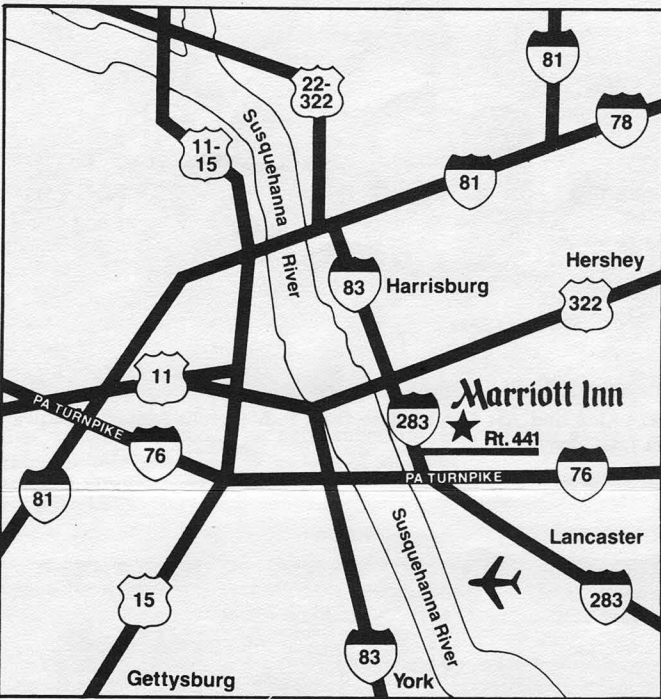 81
22-
322
78
Susquehanna
River
11-
15
81
Hershey
83
Harrisburg
322
11
Marriott Inn
PA TURNPIKE
283
Rt. 441
76
PA TURNPIKE
76
81
Susquehanna River
Lancaster
15
283
83
Gettysburg
York